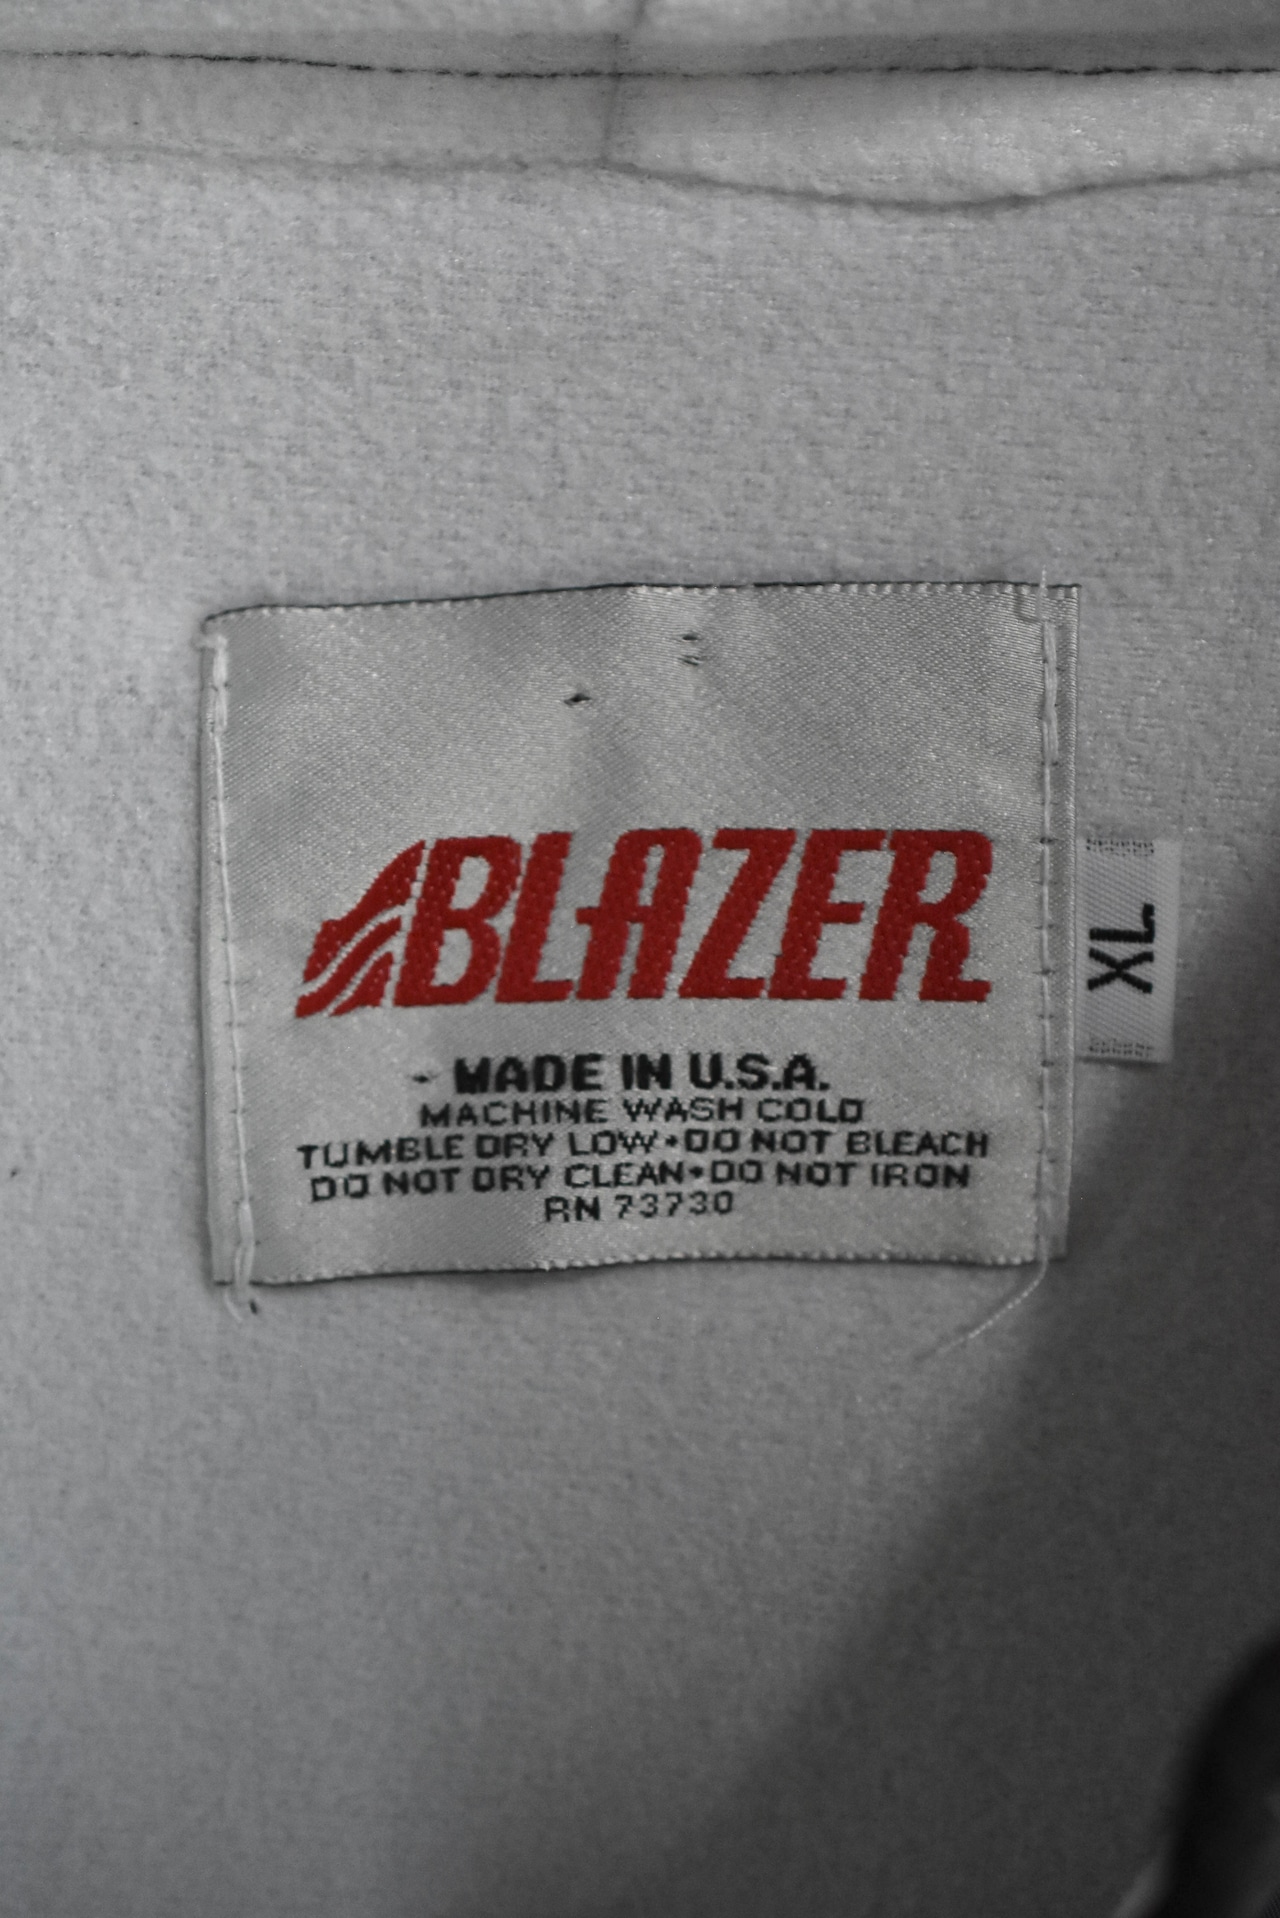 BLAZER
XL
MADE IN U.S.A.
MACHINE WASH COLD
TUMBLE DRY LOW•DO NOT BLEACH
DO NOT DRY CLEAN•DO NOT IRON
RN 73730